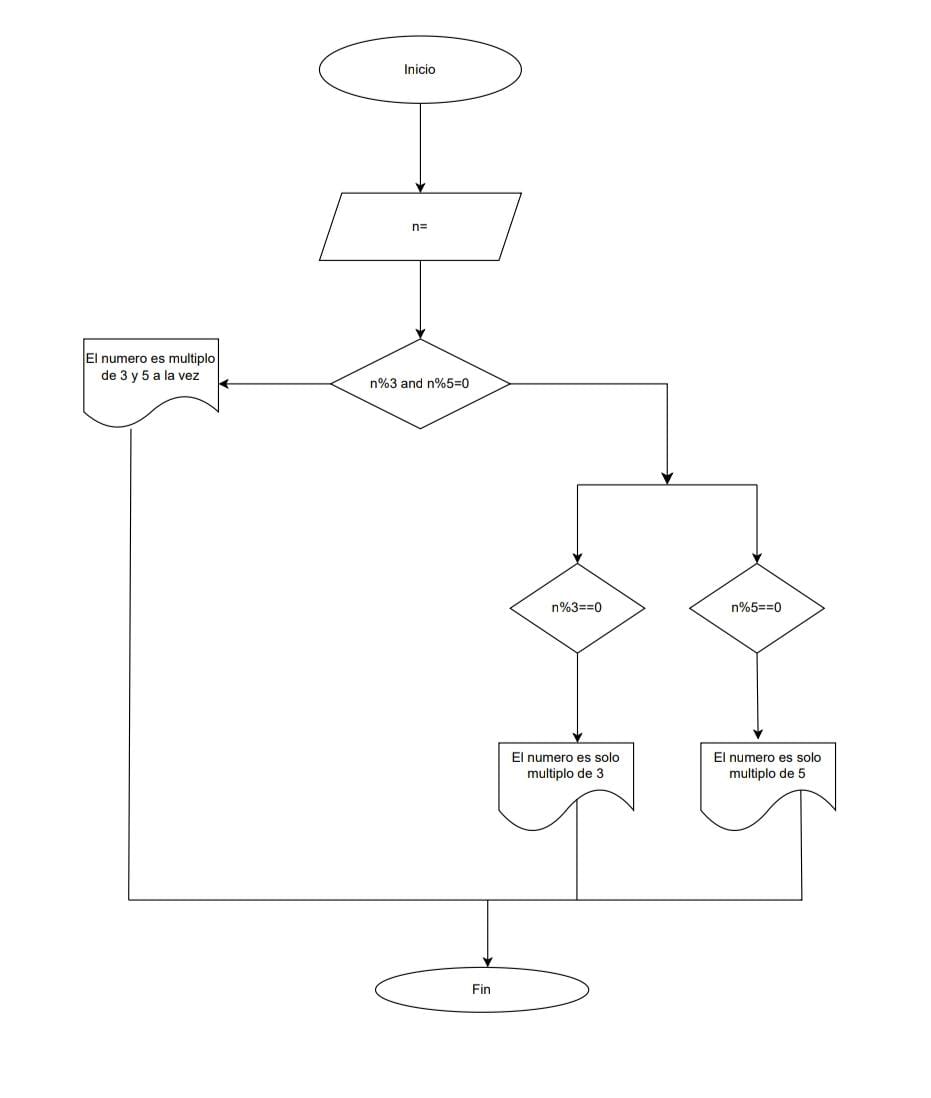 Inicio
n=
El numero es multiplo
de 3 y 5 a la vez
n%3 and n%5=0
n%3==0
n%5==0
El numero es solo
multiplo de 3
El numero es solo
multiplo de 5
Fin